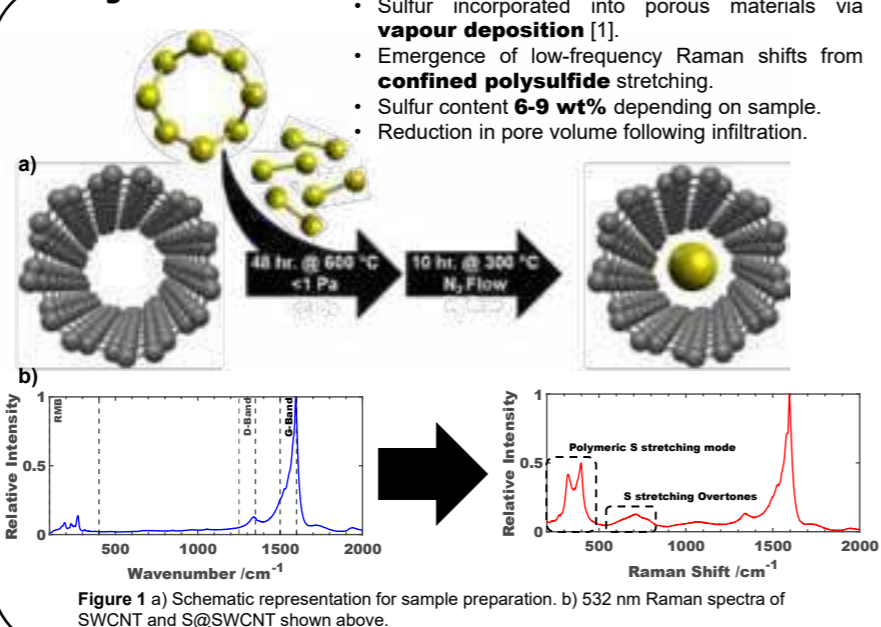 • Sulfur incorporated into porous materials via
vapour deposition [1].
• Emergence of low-frequency Raman shifts from
confined polysulfide stretching.
• Sulfur content 6-9 wt% depending on sample.
• Reduction in pore volume following infiltration.
a)
48 hr. @ 600 °C
<1 Pa
10 hr. @ 300 °C
N₂ Flow
b)
Relative Intensity
1
0.5
0
RMB
D-Band
G-Band
500
1000
1500
2000
Wavenumber /cm⁻¹
Relative Intensity
1
0.5
0
Polymeric S stretching mode
S stretching Overtones
500
1000
1500
2000
Raman Shift /cm⁻¹
Figure 1 a) Schematic representation for sample preparation. b) 532 nm Raman spectra of
SWCNT and S@SWCNT shown above.